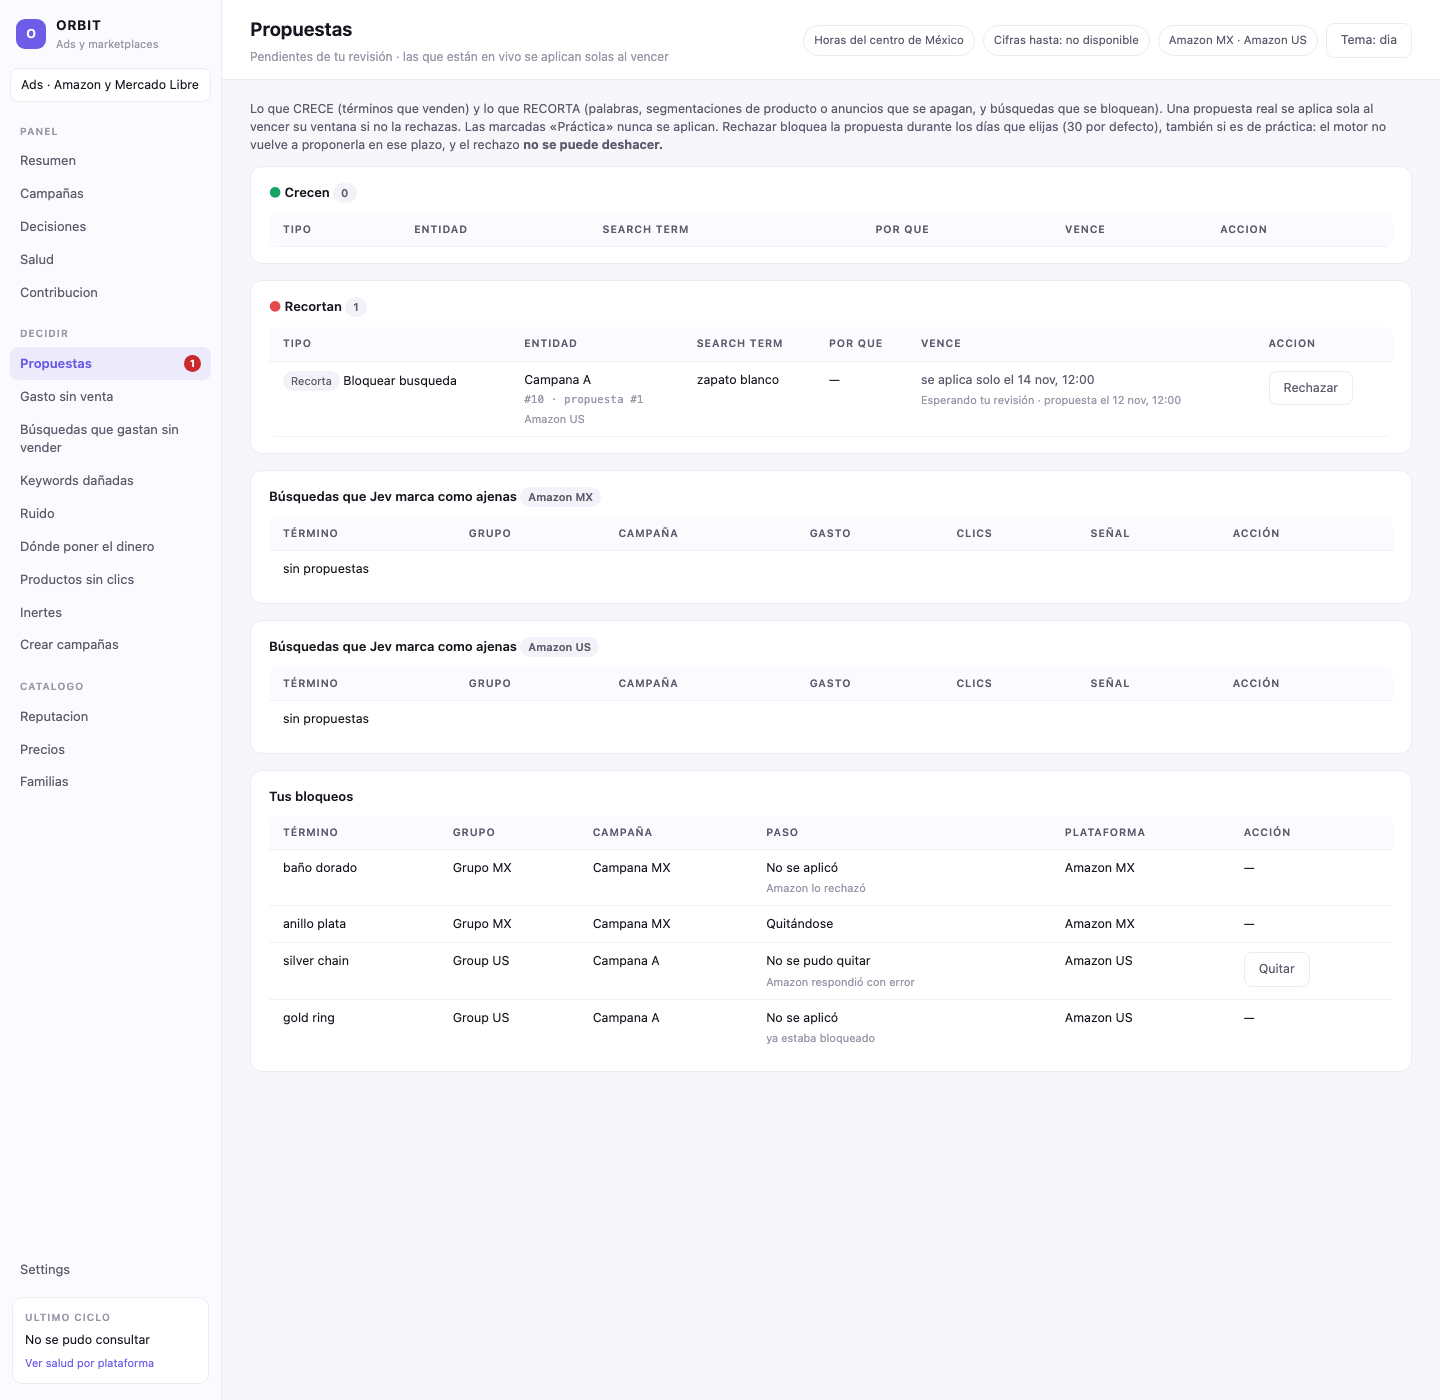 O
ORBIT
Ads y marketplaces
Ads · Amazon y Mercado Libre
PANEL
Resumen
Campañas
Decisiones
Salud
Contribucion
DECIDIR
Propuestas 1
Gasto sin venta
Búsquedas que gastan sin
vender
Keywords dañadas
Ruido
Dónde poner el dinero
Productos sin clics
Inertes
Crear campañas
CATALOGO
Reputacion
Precios
Familias
Settings
ULTIMO CICLO
No se pudo consultar
Ver salud por plataforma
Propuestas
Pendientes de tu revisión · las que están en vivo se aplican solas al vencer
Horas del centro de México
Cifras hasta: no disponible
Amazon MX · Amazon US
Tema: dia
Lo que CRECE (términos que venden) y lo que RECORTA (palabras, segmentaciones de producto o anuncios que se apagan, y búsquedas que se bloquean). Una propuesta real se aplica sola al
vencer su ventana si no la rechazas. Las marcadas «Práctica» nunca se aplican. Rechazar bloquea la propuesta durante los días que elijas (30 por defecto), también si es de práctica: el motor no
vuelve a proponerla en ese plazo, y el rechazo no se puede deshacer.
Crecen 0
TIPO ENTIDAD SEARCH TERM POR QUE VENCE ACCION
Recortan 1
TIPO ENTIDAD SEARCH TERM POR QUE VENCE ACCION
Recorta Bloquear busqueda Campana A zapato blanco — se aplica solo el 14 nov, 12:00 Rechazar
#10 · propuesta #1 Esperando tu revisión · propuesta el 12 nov, 12:00
Amazon US
Búsquedas que Jev marca como ajenas Amazon MX
TÉRMINO GRUPO CAMPAÑA GASTO CLICS SEÑAL ACCIÓN
sin propuestas
Búsquedas que Jev marca como ajenas Amazon US
TÉRMINO GRUPO CAMPAÑA GASTO CLICS SEÑAL ACCIÓN
sin propuestas
Tus bloqueos
TÉRMINO GRUPO CAMPAÑA PASO PLATAFORMA ACCIÓN
baño dorado Grupo MX Campana MX No se aplicó Amazon MX —
Amazon lo rechazó
anillo plata Grupo MX Campana MX Quitándose Amazon MX —
silver chain Group US Campana A No se pudo quitar Amazon US Quitar
Amazon respondió con error
gold ring Group US Campana A No se aplicó Amazon US —
ya estaba bloqueado